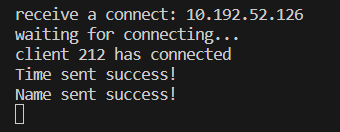 receive a connect: 10.192.52.126
waiting for connecting...
client 212 has connected
Time sent success!
Name sent success!